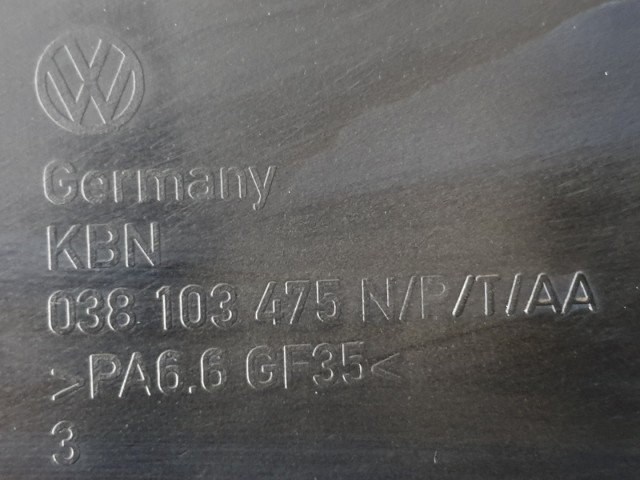 Germany
KBN
038 103 475 N/P/T/AA
>PA6.6 GF35<
3